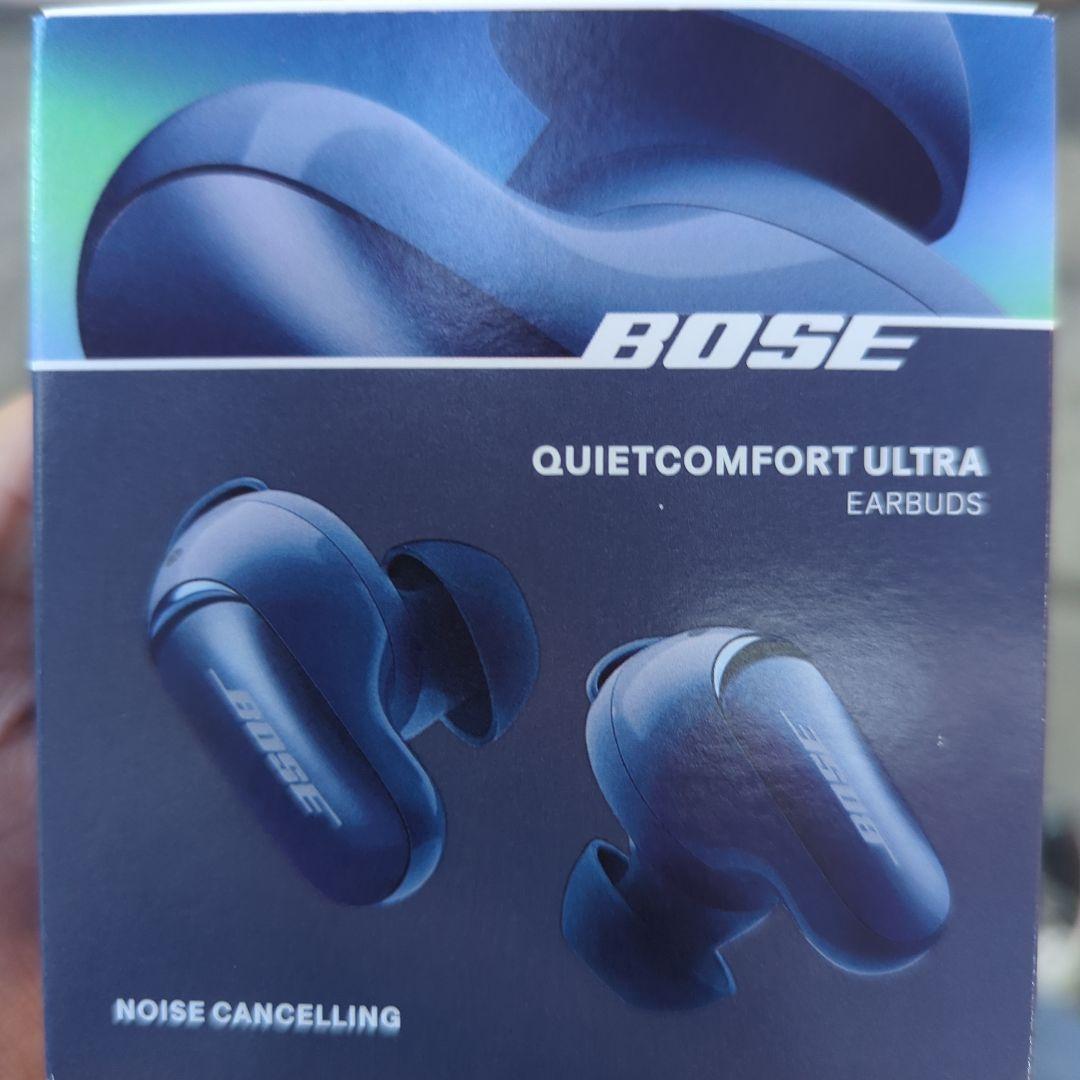 BOSE
QUIETCOMFORT ULTRA
EARBUDS
BOSE
BOSE
NOISE CANCELLING